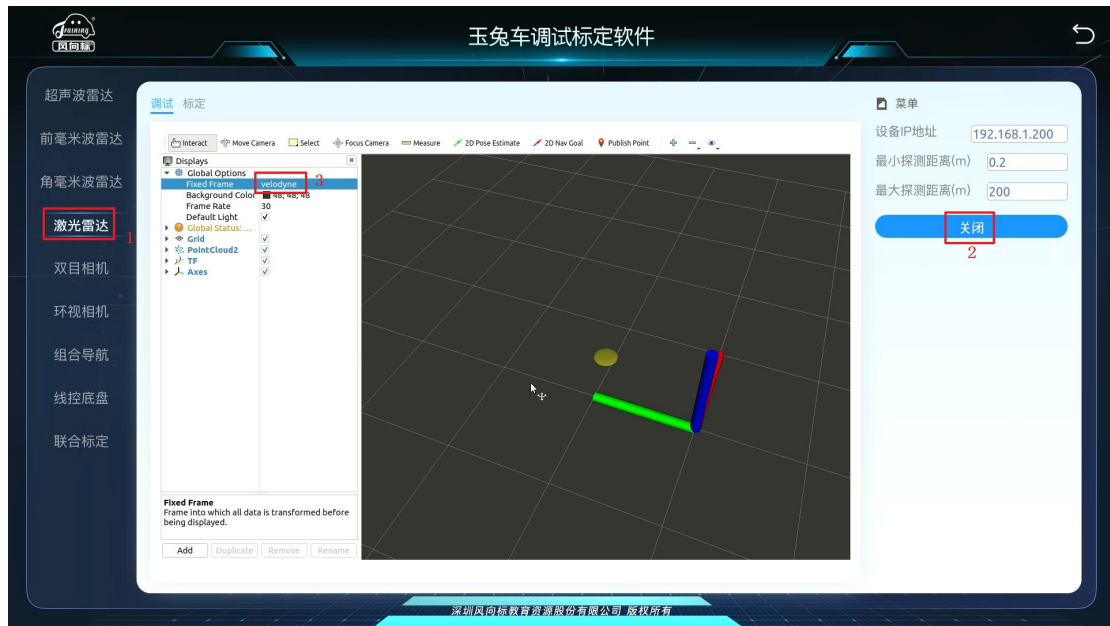 Training
风向标
玉兔车调试标定软件
超声波雷达
前毫米波雷达
角毫米波雷达
激光雷达
1
双目相机
环视相机
组合导航
线控底盘
联合标定
调试 标定
Interact Move Camera Select Focus Camera Measure 2D Pose Estimate 2D Nav Goal Publish Point
Displays
Global Options
Fixed Frame velodyne 3
Background Color 48; 48; 48
Frame Rate 30
Default Light
Global Status: ...
Grid
PointCloud2
TF
Axes
Fixed Frame
Frame into which all data is transformed before
being displayed.
Add Duplicate Remove Rename
菜单
设备IP地址 192.168.1.200
最小探测距离(m) 0.2
最大探测距离(m) 200
关闭
2
深圳风向标教育资源股份有限公司 版权所有